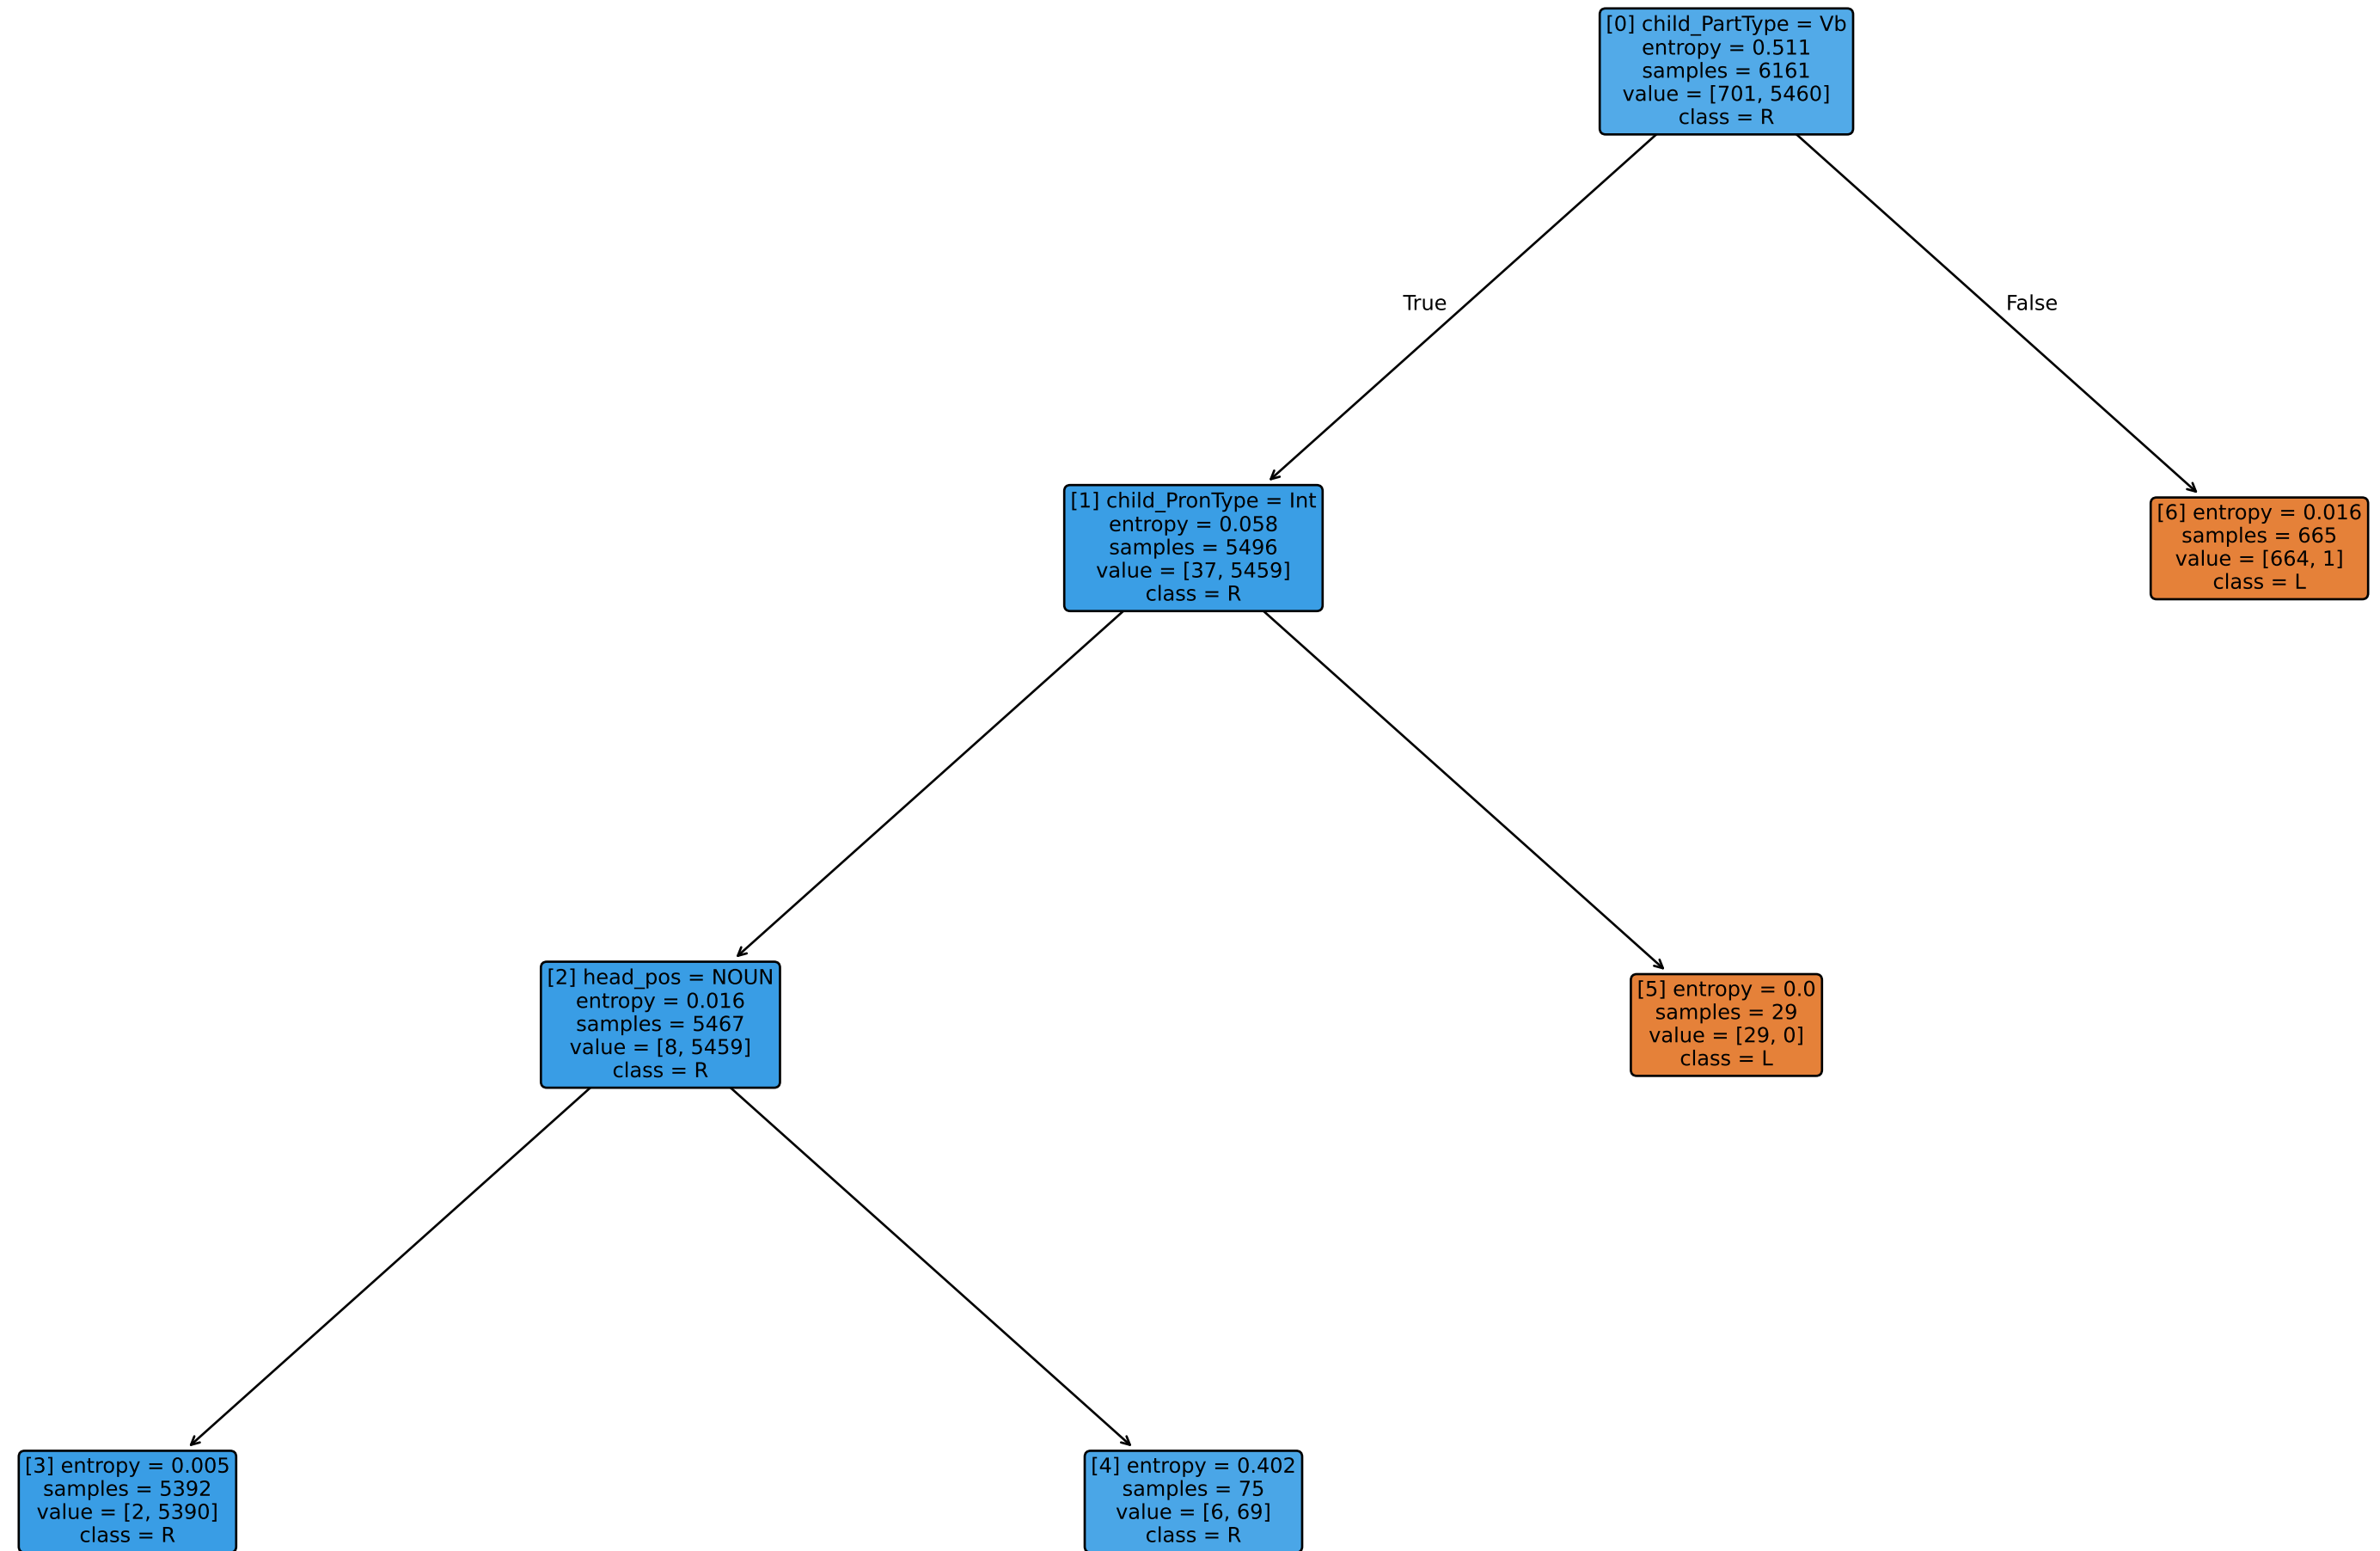 [0] child_PartType = Vb
entropy = 0.511
samples = 6161
value = [701, 5460]
class = R
True
False
[1] child_PronType = Int
entropy = 0.058
samples = 5496
value = [37, 5459]
class = R
[6] entropy = 0.016
samples = 665
value = [664, 1]
class = L
[2] head_pos = NOUN
entropy = 0.016
samples = 5467
value = [8, 5459]
class = R
[5] entropy = 0.0
samples = 29
value = [29, 0]
class = L
[3] entropy = 0.005
samples = 5392
value = [2, 5390]
class = R
[4] entropy = 0.402
samples = 75
value = [6, 69]
class = R